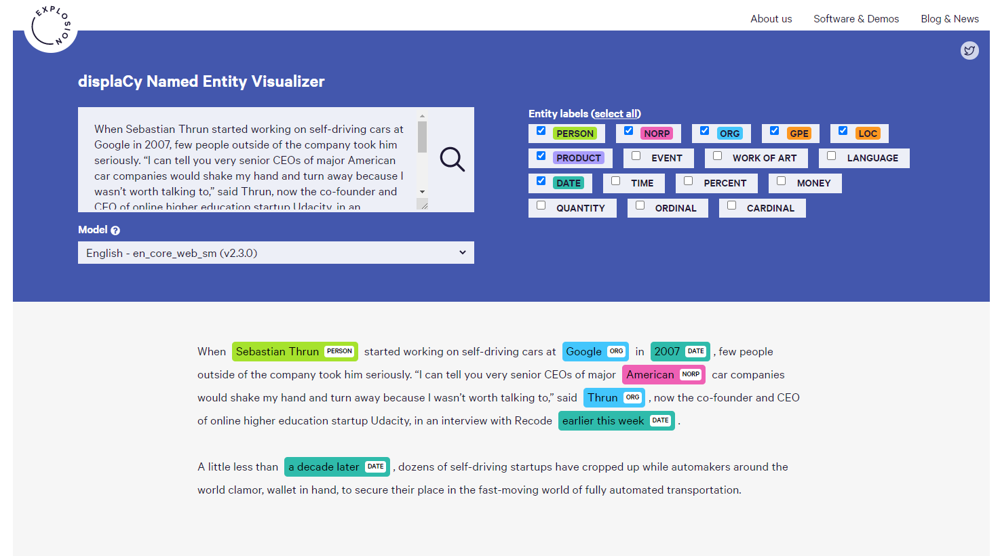 EXPLOSION
About us Software & Demos Blog & News
displaCy Named Entity Visualizer
When Sebastian Thrun started working on self-driving cars at
Google in 2007, few people outside of the company took him
seriously. “I can tell you very senior CEOs of major American
car companies would shake my hand and turn away because I
wasn’t worth talking to,” said Thrun, now the co-founder and
CEO of online higher education startup Udacity, in an
Model ?
English - en_core_web_sm (v2.3.0)
Entity labels (select all)
PERSON NORP ORG GPE LOC
PRODUCT EVENT WORK OF ART LANGUAGE
DATE TIME PERCENT MONEY
QUANTITY ORDINAL CARDINAL
When Sebastian Thrun PERSON started working on self-driving cars at Google ORG in 2007 DATE , few people
outside of the company took him seriously. “I can tell you very senior CEOs of major American NORP car companies
would shake my hand and turn away because I wasn’t worth talking to,” said Thrun ORG , now the co-founder and CEO
of online higher education startup Udacity, in an interview with Recode earlier this week DATE .
A little less than a decade later DATE , dozens of self-driving startups have cropped up while automakers around the
world clamor, wallet in hand, to secure their place in the fast-moving world of fully automated transportation.